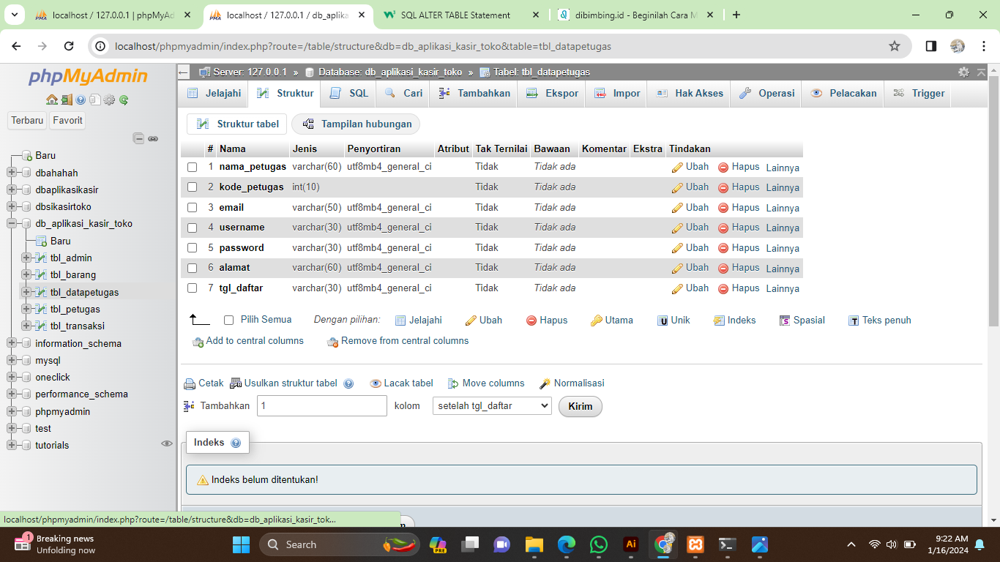 localhost / 127.0.0.1 | phpMyAd
localhost / 127.0.0.1 / db_aplika
SQL ALTER TABLE Statement
dibimbing.id - Beginilah Cara M
localhost/phpmyadmin/index.php?route=/table/structure&db=db_aplikasi_kasir_toko&table=tbl_datapetugas
phpMyAdmin
Terbaru Favorit
Baru
dbahahah
dbaplikasikasir
dbsikasirtoko
db_aplikasi_kasir_toko
Baru
tbl_admin
tbl_barang
tbl_datapetugas
tbl_petugas
tbl_transaksi
information_schema
mysql
oneclick
performance_schema
phpmyadmin
test
tutorials
Server: 127.0.0.1 » Database: db_aplikasi_kasir_toko » Tabel: tbl_datapetugas
Jelajahi Struktur SQL Cari Tambahkan Ekspor Impor Hak Akses Operasi Pelacakan Trigger
Struktur tabel Tampilan hubungan
# Nama Jenis Penyortiran Atribut Tak Ternilai Bawaan Komentar Ekstra Tindakan
1 nama_petugas varchar(60) utf8mb4_general_ci Tidak Tidak ada Ubah Hapus Lainnya
2 kode_petugas int(10) Tidak Tidak ada Ubah Hapus Lainnya
3 email varchar(50) utf8mb4_general_ci Tidak Tidak ada Ubah Hapus Lainnya
4 username varchar(30) utf8mb4_general_ci Tidak Tidak ada Ubah Hapus Lainnya
5 password varchar(30) utf8mb4_general_ci Tidak Tidak ada Ubah Hapus Lainnya
6 alamat varchar(60) utf8mb4_general_ci Tidak Tidak ada Ubah Hapus Lainnya
7 tgl_daftar varchar(30) utf8mb4_general_ci Tidak Tidak ada Ubah Hapus Lainnya
Pilih Semua Dengan pilihan: Jelajahi Ubah Hapus Utama Unik Indeks Spasial Teks penuh
Add to central columns Remove from central columns
Cetak Usulkan struktur tabel Lacak tabel Move columns Normalisasi
Tambahkan 1 kolom setelah tgl_daftar Kirim
Indeks
Indeks belum ditentukan!
localhost/phpmyadmin/index.php?route=/table/structure&db=db_aplikasi_kasir_tok...
1 Breaking news
Unfolding now
Search
PRE
Ai
9:22 AM
1/16/2024